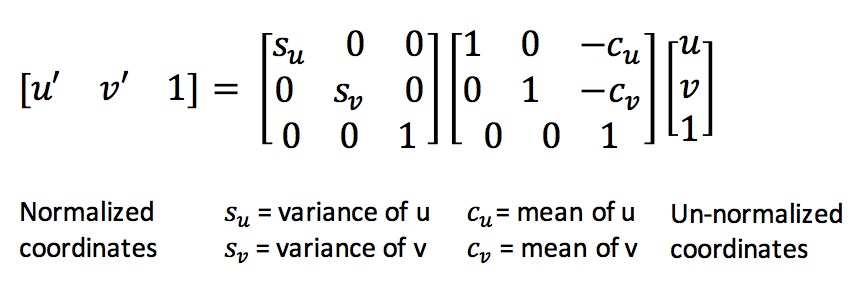 [u′ v′ 1] = [s_u 0 0; 0 s_v 0; 0 0 1] [1 0 −c_u; 0 1 −c_v; 0 0 1] [u; v; 1]
Normalized coordinates
s_u = variance of u
s_v = variance of v
c_u = mean of u
c_v = mean of v
Un-normalized coordinates